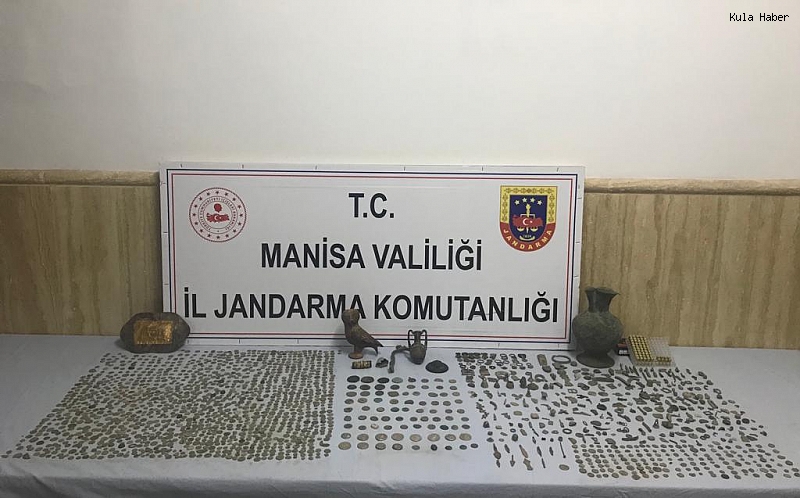 Kula Haber
T.C.
MANİSA VALİLİĞİ
İL JANDARMA KOMUTANLIĞI
JANDARMA